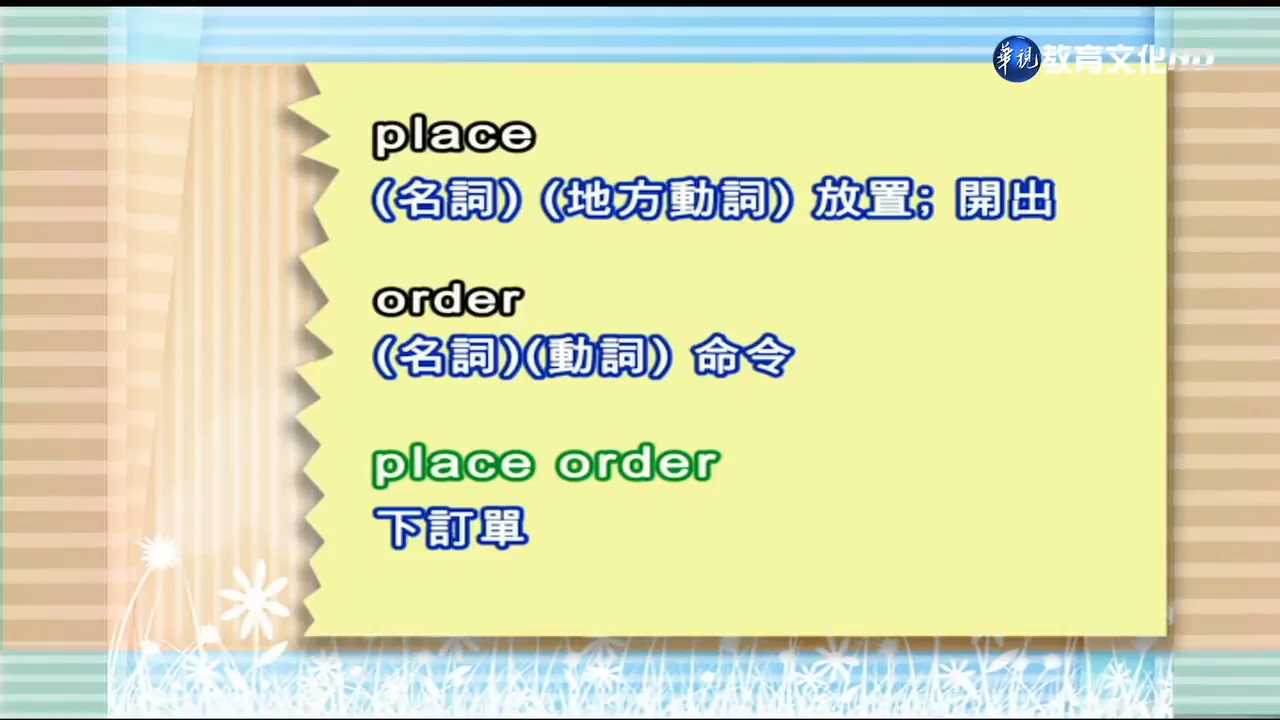 華視 教育文化HD
place
(名詞) (地方動詞) 放置; 開出
order
(名詞)(動詞) 命令
place order
下訂單